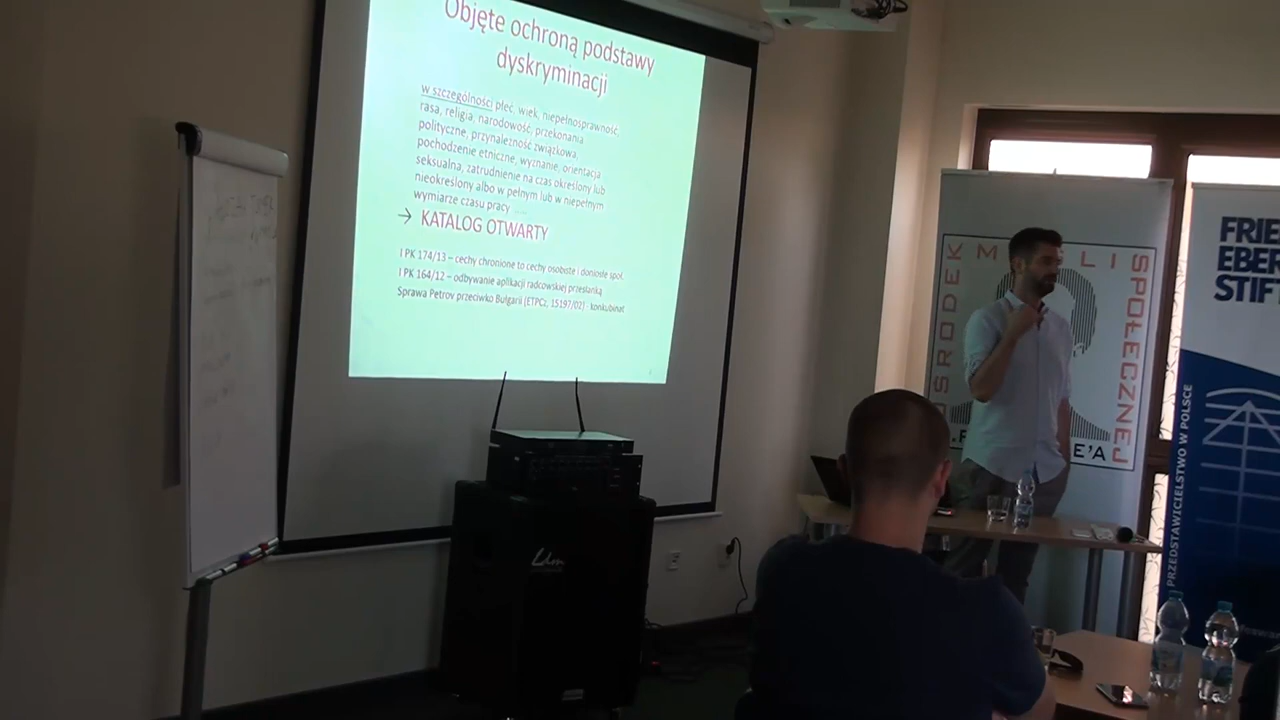 Objęte ochroną podstawy
dyskryminacji
w szczególności płeć, wiek, niepełnosprawność,
rasa, religia, narodowość, przekonania
polityczne, przynależność związkowa,
pochodzenie etniczne, wyznanie, orientacja
seksualna, zatrudnienie na czas określony lub
nieokreślony albo w pełnym lub w niepełnym
wymiarze czasu pracy ....
→ KATALOG OTWARTY
I PK 174/13 – cechy chronione to cechy osobiste i doniosłe społ.
I PK 164/12 – odbywanie aplikacji radcowskiej przesłanką
Sprawa Petrov przeciwko Bułgarii (ETPCz, 15197/02) - konkubinat
OŚRODEK
M
LI
SPOŁECZNEJ
E'A
FRIE
EBER
STIF
PRZEDSTAWICIELSTWO W POLSCE
Ldm